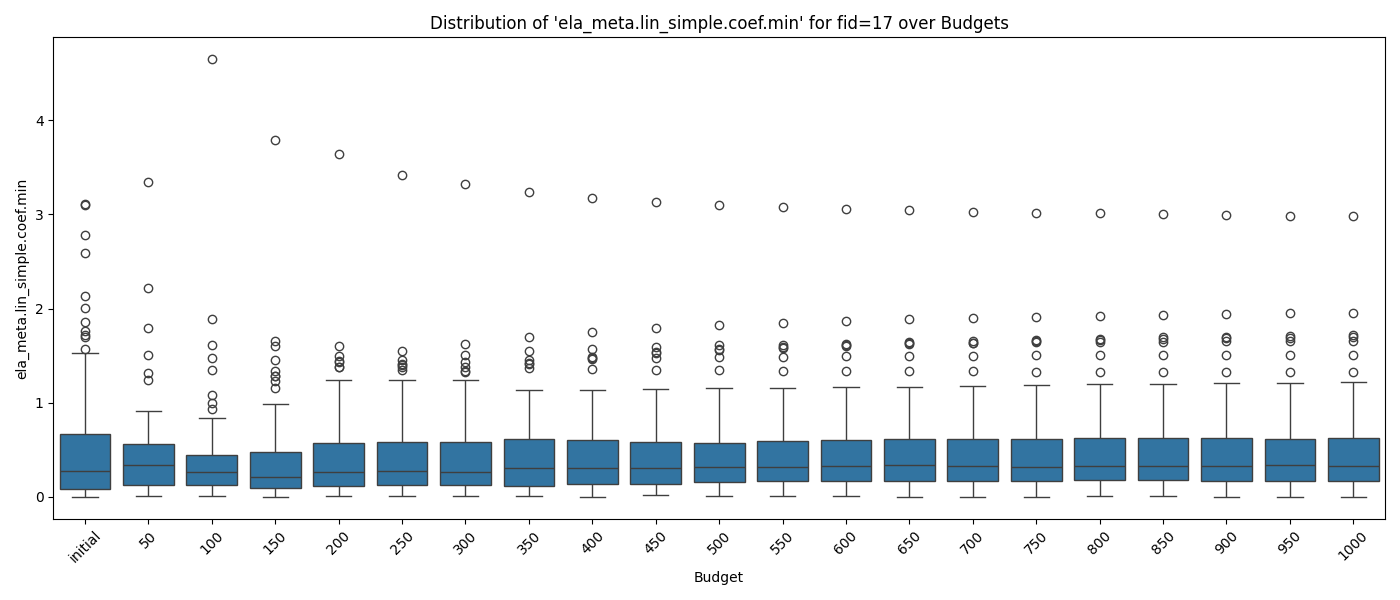 Distribution of 'ela_meta.lin_simple.coef.min' for fid=17 over Budgets
ela_meta.lin_simple.coef.min
4
3
2
1
0
initial 50 100 150 200 250 300 350 400 450 500 550 600 650 700 750 800 850 900 950 1000
Budget